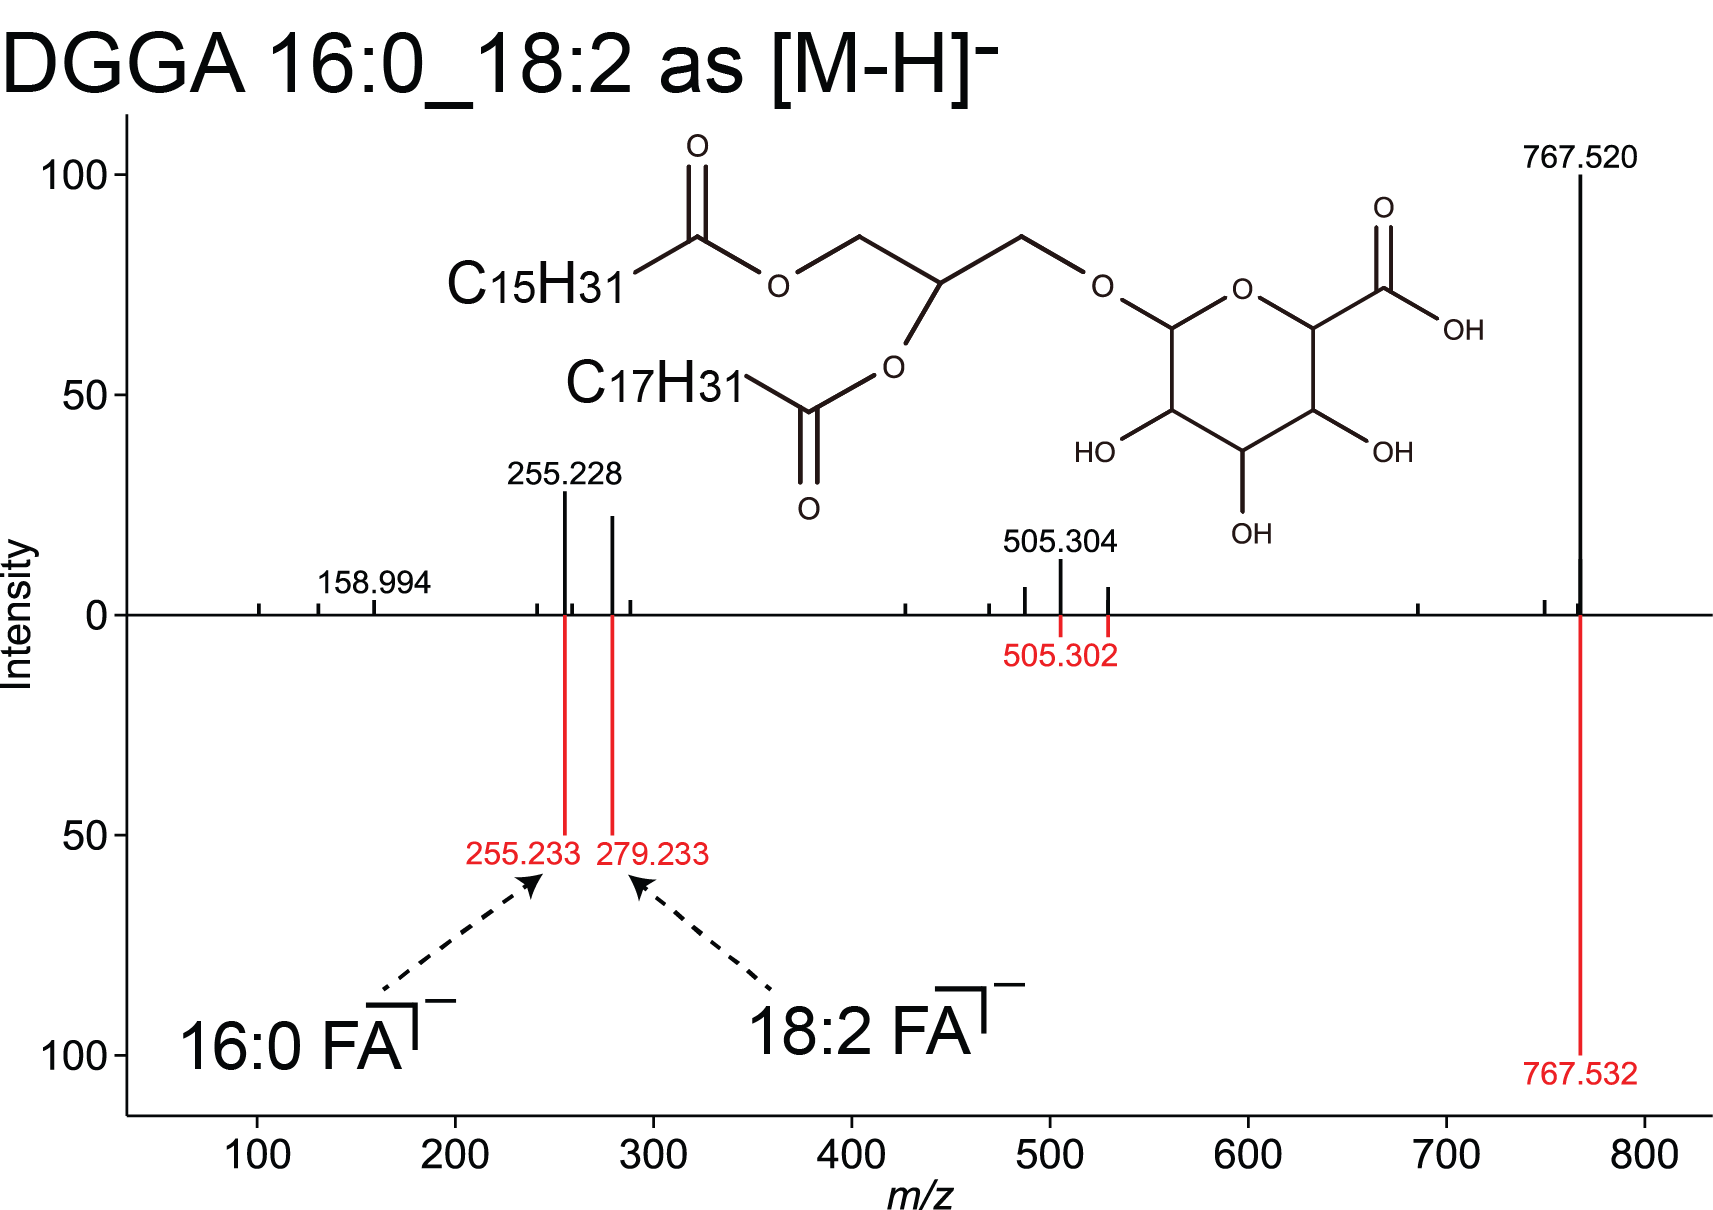 DGGA 16:0_18:2 as [M-H]⁻
767.520
O
O
C15H31
O
O
O
OH
C17H31
O
HO
OH
O
OH
255.228
505.304
158.994
505.302
255.233
279.233
16:0 FA⁻
18:2 FA⁻
767.532
100
50
0
50
100
Intensity
100
200
300
400
500
600
700
800
m/z